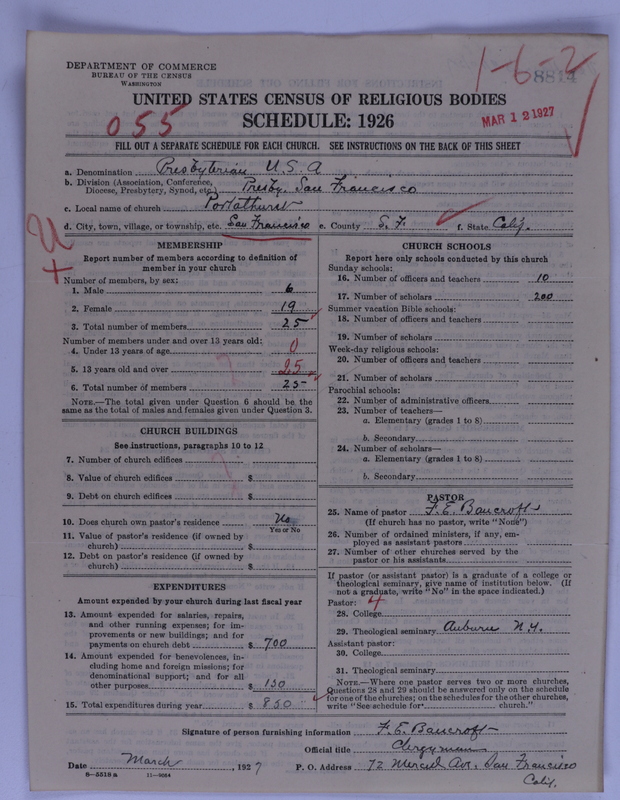 DEPARTMENT OF COMMERCE
BUREAU OF THE CENSUS
WASHINGTON
1-6-2
8814
UNITED STATES CENSUS OF RELIGIOUS BODIES
MAR 12 1927
055
SCHEDULE: 1926
FILL OUT A SEPARATE SCHEDULE FOR EACH CHURCH. SEE INSTRUCTIONS ON THE BACK OF THIS SHEET
a. Denomination Presbyterian U.S.A
b. Division (Association, Conference, Diocese, Presbytery, Synod, etc.) Presby. San Francisco
c. Local name of church
d. City, town, village, or township, etc. San Francisco e. County S. F. f. State Calif.
MEMBERSHIP
Report number of members according to definition of
member in your church
Number of members, by sex:
1. Male 6
2. Female 19
3. Total number of members 25
Number of members under and over 13 years old:
4. Under 13 years of age 0
5. 13 years old and over 25
6. Total number of members 25
NOTE.—The total given under Question 6 should be the
same as the total of males and females given under Question 3.
CHURCH BUILDINGS
See instructions, paragraphs 10 to 12
7. Number of church edifices
8. Value of church edifices $
9. Debt on church edifices $
10. Does church own pastor's residence No
Yes or No
11. Value of pastor's residence (if owned by
church) $
12. Debt on pastor's residence (if owned by
church) $
EXPENDITURES
Amount expended by your church during last fiscal year
13. Amount expended for salaries, repairs,
and other running expenses; for im-
provements or new buildings; and for
payments on church debt $ 700
14. Amount expended for benevolences, in-
cluding home and foreign missions; for
denominational support; and for all
other purposes $ 150
15. Total expenditures during year $ 850
CHURCH SCHOOLS
Report here only schools conducted by this church
Sunday schools:
16. Number of officers and teachers 10
17. Number of scholars 200
Summer vacation Bible schools:
18. Number of officers and teachers
19. Number of scholars
Week-day religious schools:
20. Number of officers and teachers
21. Number of scholars
Parochial schools:
22. Number of administrative officers
23. Number of teachers—
a. Elementary (grades 1 to 8)
b. Secondary
24. Number of scholars—
a. Elementary (grades 1 to 8)
b. Secondary
PASTOR
25. Name of pastor F. E. Bancroft
(If church has no pastor, write "None")
26. Number of ordained ministers, if any, em-
ployed as assistant pastors
27. Number of other churches served by the
pastor or his assistants
If pastor (or assistant pastor) is a graduate of a college or
theological seminary, give name of institution below. (If
not a graduate, write "No" in the space indicated.)
Pastor: 4
28. College
29. Theological seminary Auburn N.Y.
Assistant pastor:
30. College
31. Theological seminary
NOTE.—Where one pastor serves two or more churches,
Questions 28 and 29 should be answered only on the schedule
for one of the churches; on the schedules for the other churches,
write "See schedule for church."
Signature of person furnishing information F. E. Bancroft
Official title Clergyman
Date March, 1927 P. O. Address 72 Ave. San Francisco
Calif.
8—5518 a 11—9064